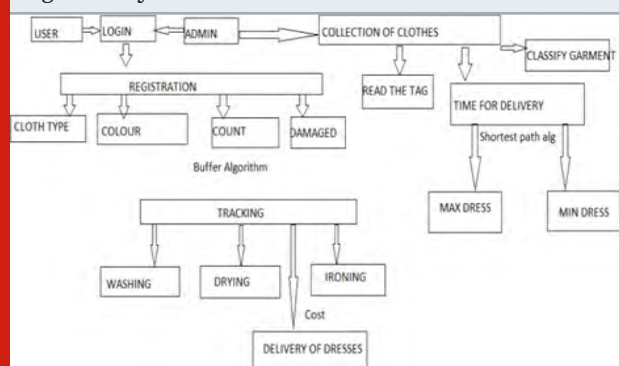 USER
LOGIN
ADMIN
COLLECTION OF CLOTHES
CLASSIFY GARMENT
REGISTRATION
READ THE TAG
TIME FOR DELIVERY
CLOTH TYPE
COLOUR
COUNT
DAMAGED
Shortest path alg
Buffer Algorithm
MAX DRESS
MIN DRESS
TRACKING
WASHING
DRYING
IRONING
Cost
DELIVERY OF DRESSES